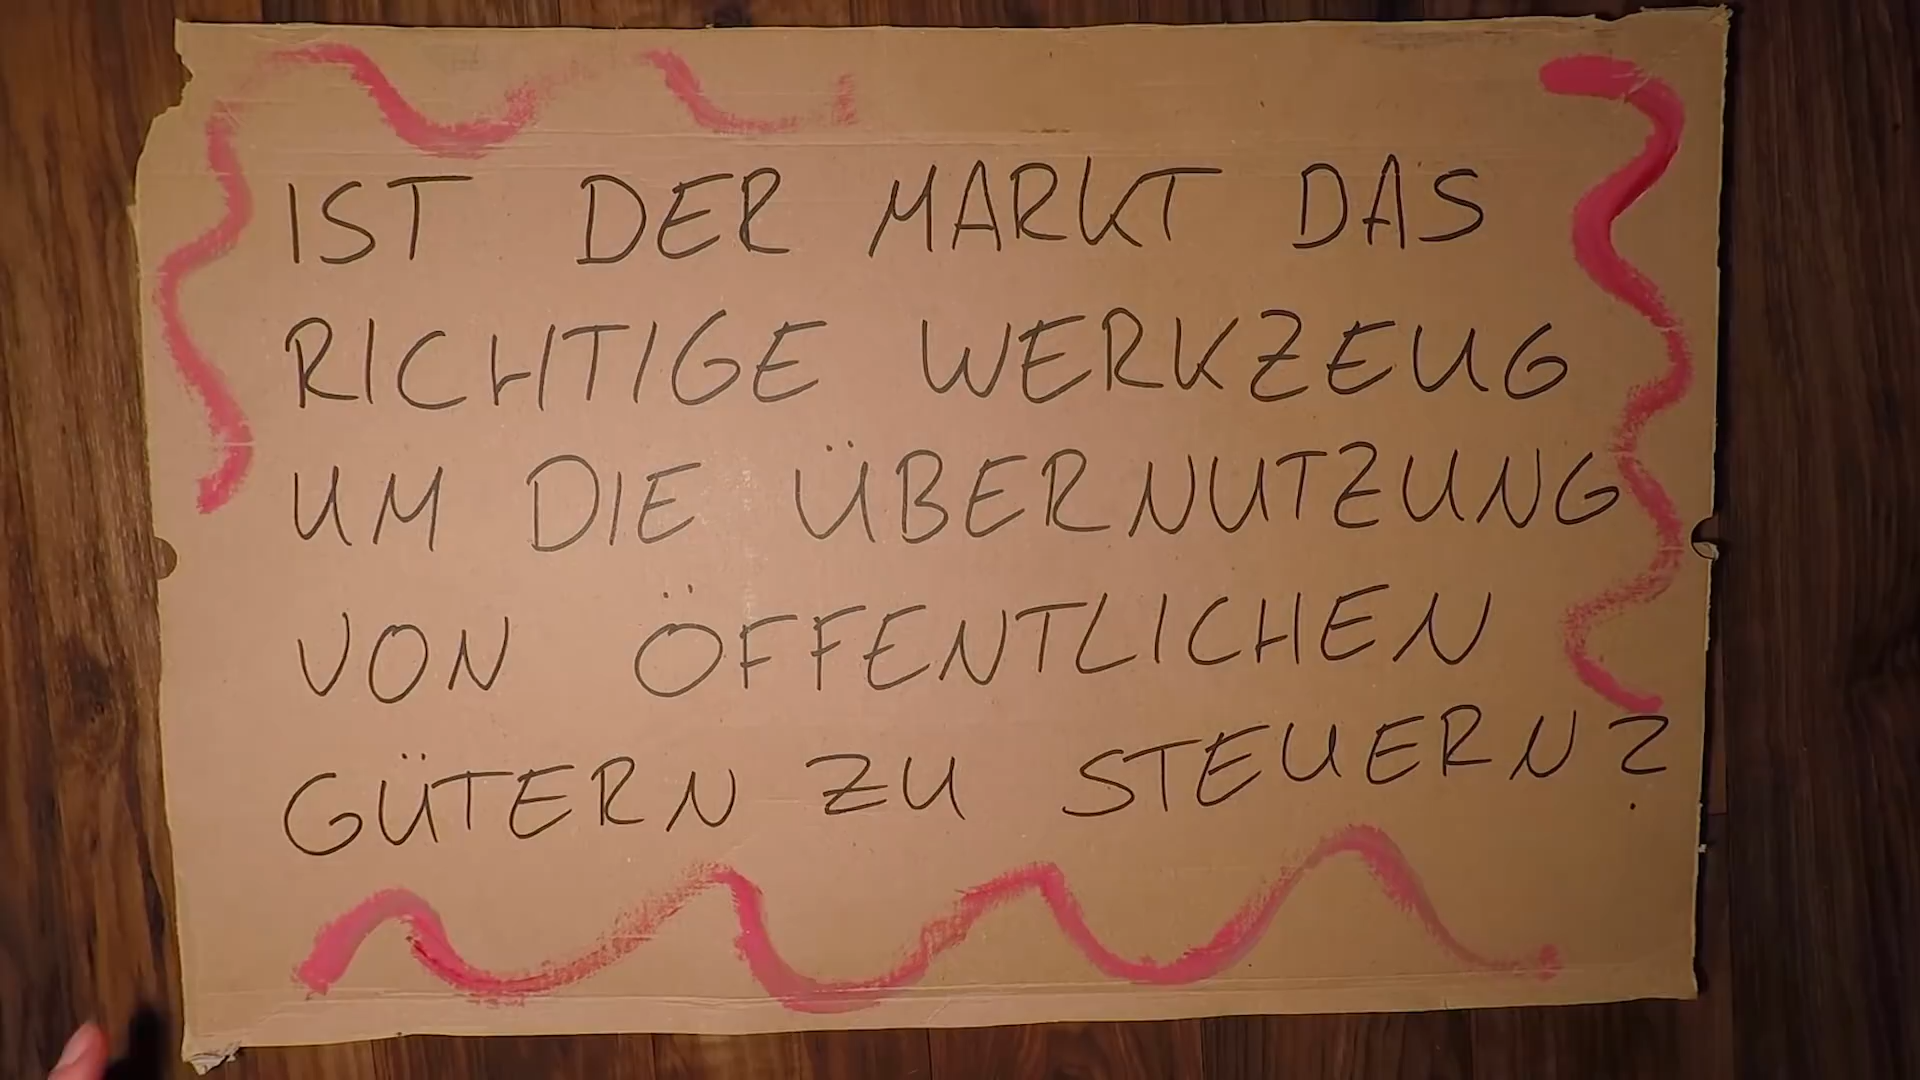 IST DER MARKT DAS
RICHTIGE WERKZEUG
UM DIE ÜBERNUTZUNG
VON ÖFFENTLICHEN
GÜTERN ZU STEUERN?